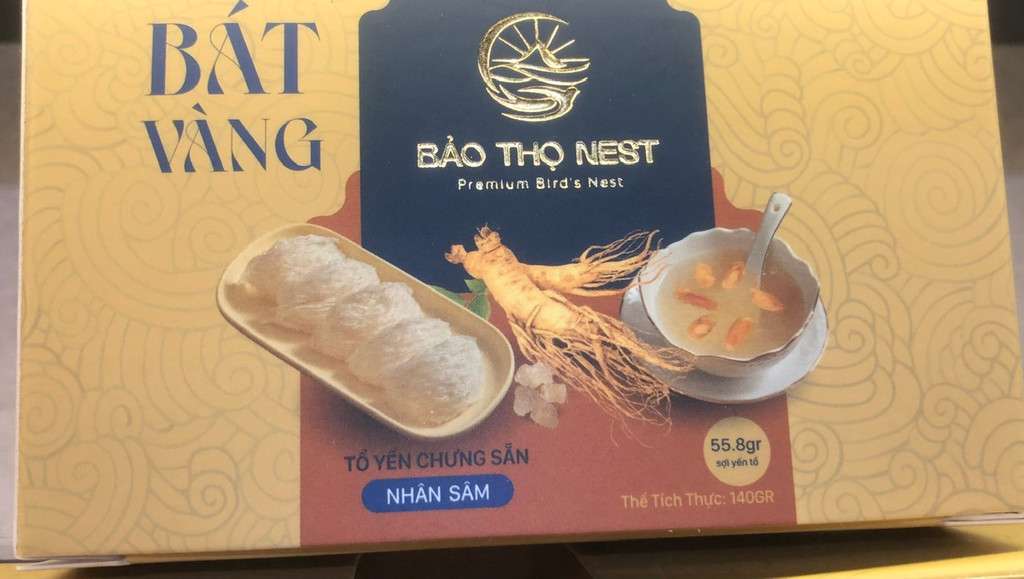 BÁT
VÀNG
BẢO THỌ NEST
Premium Bird's Nest
TỔ YẾN CHƯNG SẴN
NHÂN SÂM
55.8gr
sợi yến tổ
Thể Tích Thực: 140GR